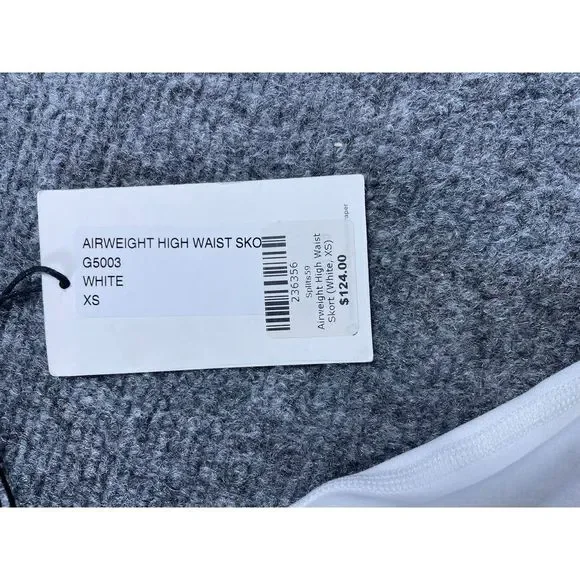 AIRWEIGHT HIGH WAIST SKO
G5003
WHITE
XS
236356
Splits59
Airweight High Waist
Skort (White, XS)
$124.00